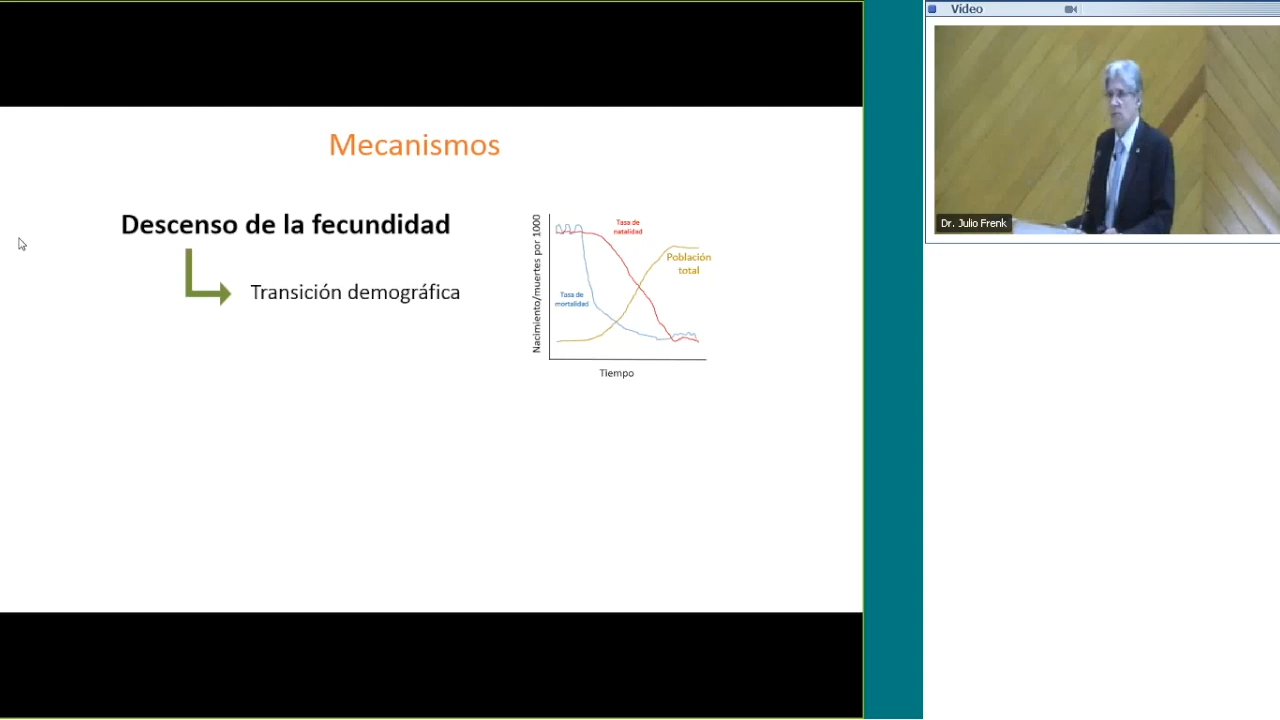 Mecanismos
Descenso de la fecundidad
Transición demográfica
Nacimiento/muertes por 1000
Tasa de
natalidad
Población
total
Tasa de
mortalidad
Tiempo
Vídeo
Dr. Julio Frenk